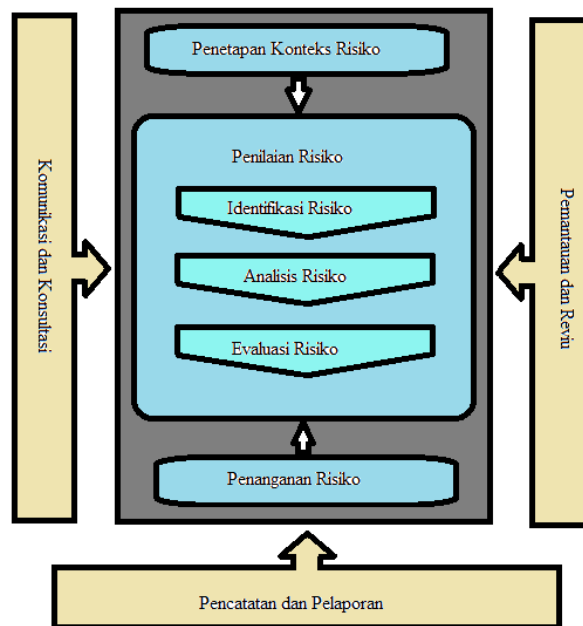 Penetapan Konteks Risiko
Komunikasi dan Konsultasi
Penilaian Risiko
Identifikasi Risiko
Analisis Risiko
Evaluasi Risiko
Pemantauan dan Reviu
Penanganan Risiko
Pencatatan dan Pelaporan